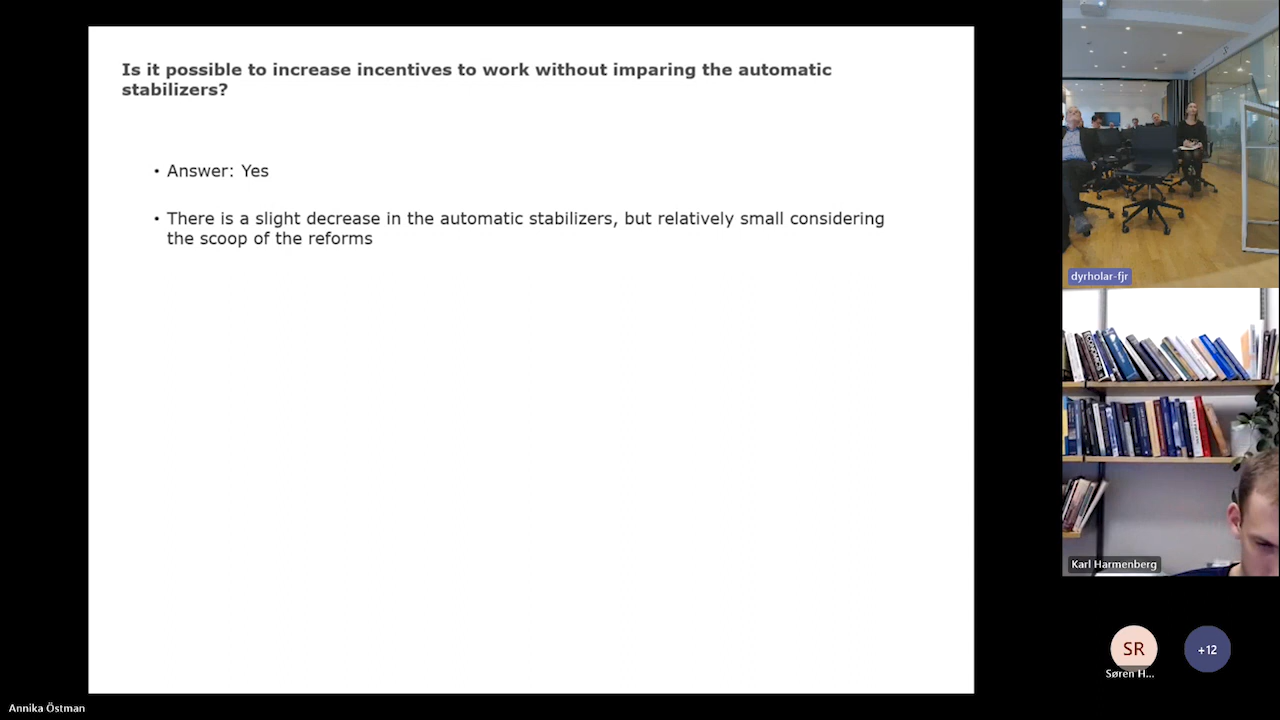 Is it possible to increase incentives to work without imparing the automatic
stabilizers?
• Answer: Yes
• There is a slight decrease in the automatic stabilizers, but relatively small considering
the scoop of the reforms
dyrholar-fjr
Karl Harmenberg
SR
+12
Søren H...
Annika Östman